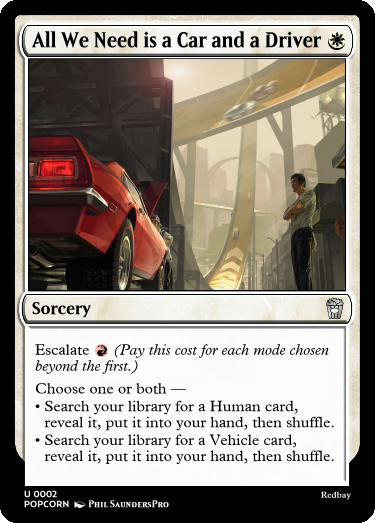 All We Need is a Car and a Driver
Sorcery
Escalate (Pay this cost for each mode chosen
beyond the first.)
Choose one or both —
• Search your library for a Human card,
reveal it, put it into your hand, then shuffle.
• Search your library for a Vehicle card,
reveal it, put it into your hand, then shuffle.
U 0002
POPCORN PHIL SAUNDERSPRO
Redbay